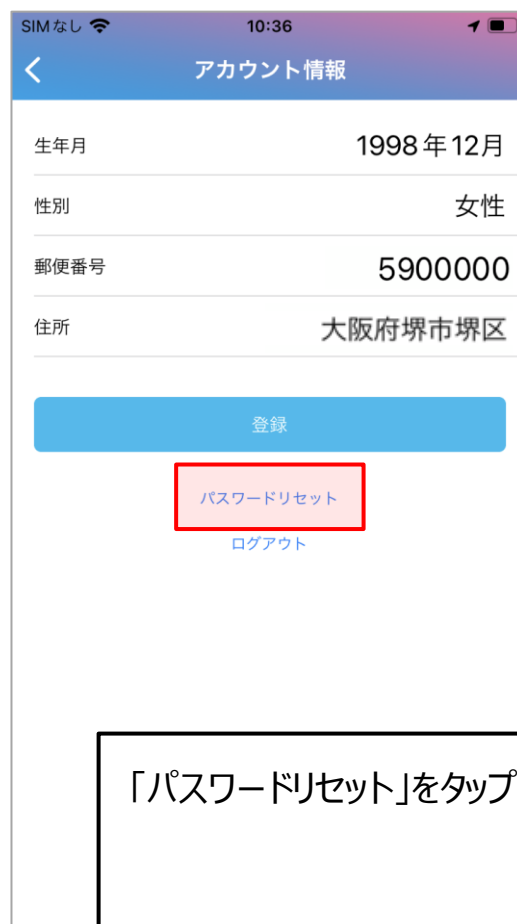 SIMなし 10:36
アカウント情報
生年月 1998年12月
性別 女性
郵便番号 5900000
住所 大阪府堺市堺区
登録
パスワードリセット
ログアウト
「パスワードリセット」をタップ